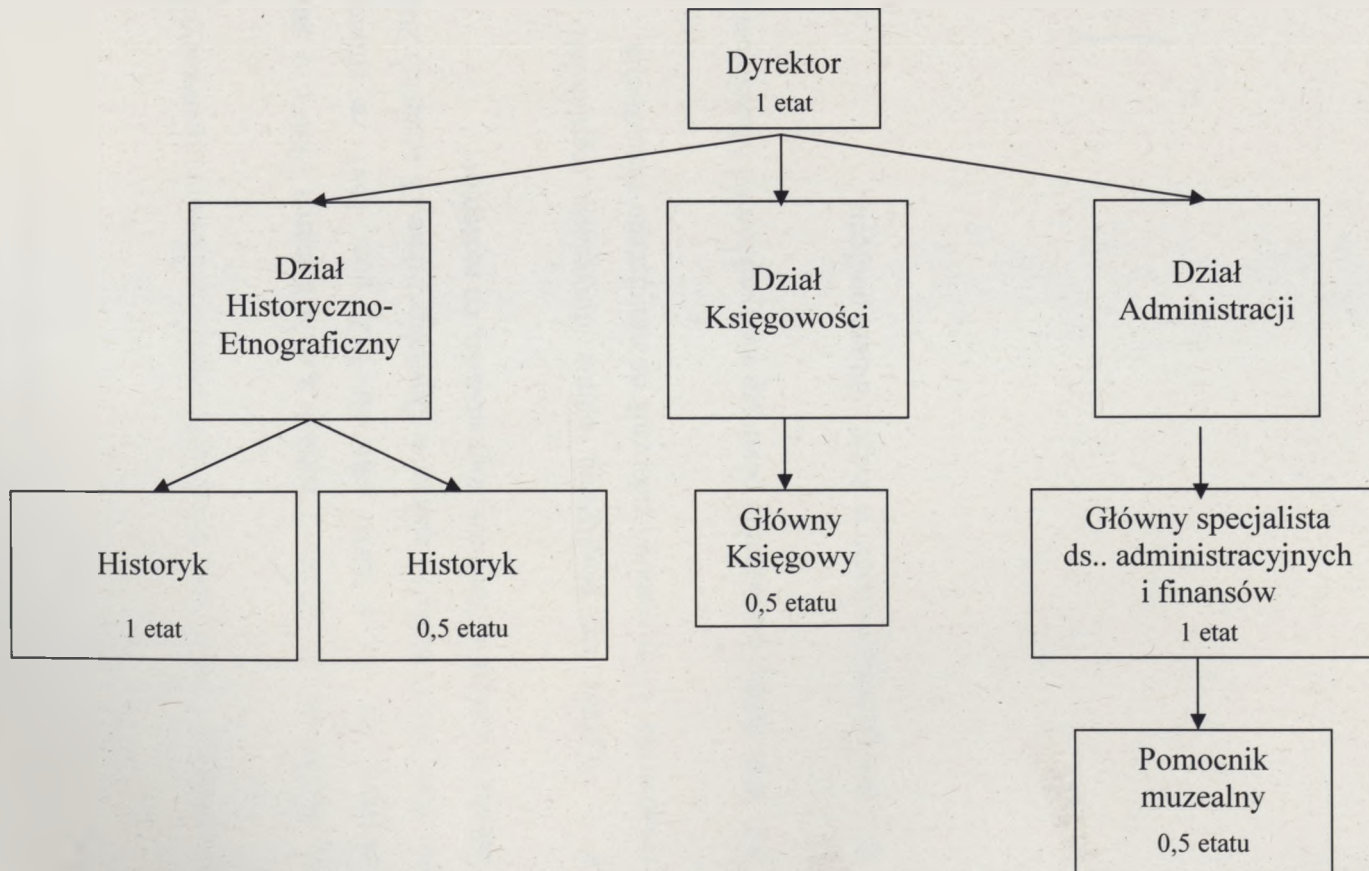 Dyrektor
1 etat
Dział
Historyczno-
Etnograficzny
Dział
Księgowości
Dział
Administracji
Historyk
1 etat
Historyk
0,5 etatu
Główny
Księgowy
0,5 etatu
Główny specjalista
ds.. administracyjnych
i finansów
1 etat
Pomocnik
muzealny
0,5 etatu